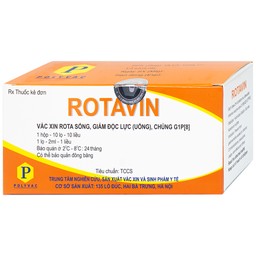 Rx Thuốc kê đơn
ROTAVIN
VẮC XIN ROTA SỐNG, GIẢM ĐỘC LỰC (UỐNG), CHỦNG G1P[8]
1 hộp - 10 lọ - 10 liều
1 lọ - 2ml - 1 liều
Bảo quản ở 2°C - 8°C: 24 tháng
Có thể bảo quản đông băng
Tiêu chuẩn: TCCS
P
POLYVAC
TRUNG TÂM NGHIÊN CỨU, SẢN XUẤT VẮC XIN VÀ SINH PHẨM Y TẾ
CƠ SỞ SẢN XUẤT: 135 LÒ ĐÚC, HAI BÀ TRƯNG, HÀ NỘI